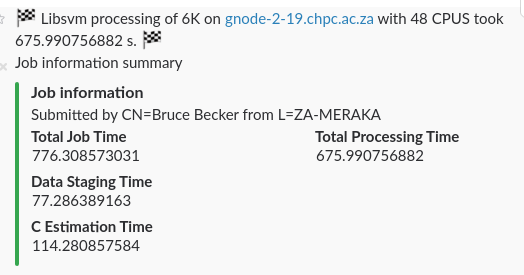 🏁 Libsvm processing of 6K on gnode-2-19.chpc.ac.za with 48 CPUS took
675.990756882 s. 🏁
Job information summary
Job information
Submitted by CN=Bruce Becker from L=ZA-MERAKA
Total Job Time Total Processing Time
776.308573031 675.990756882
Data Staging Time
77.286389163
C Estimation Time
114.280857584